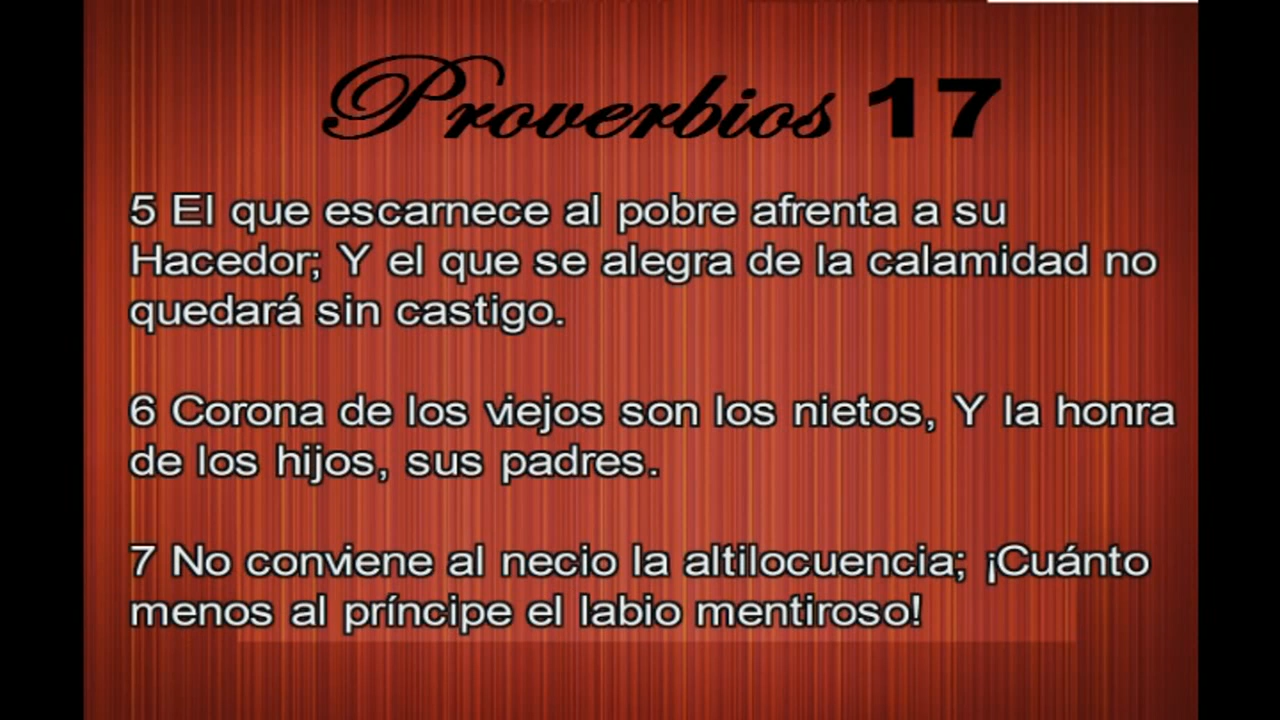 Proverbios 17
5 El que escarnece al pobre afrenta a su
Hacedor; Y el que se alegra de la calamidad no
quedará sin castigo.
6 Corona de los viejos son los nietos, Y la honra
de los hijos, sus padres.
7 No conviene al necio la altilocuencia; ¡Cuánto
menos al príncipe el labio mentiroso!